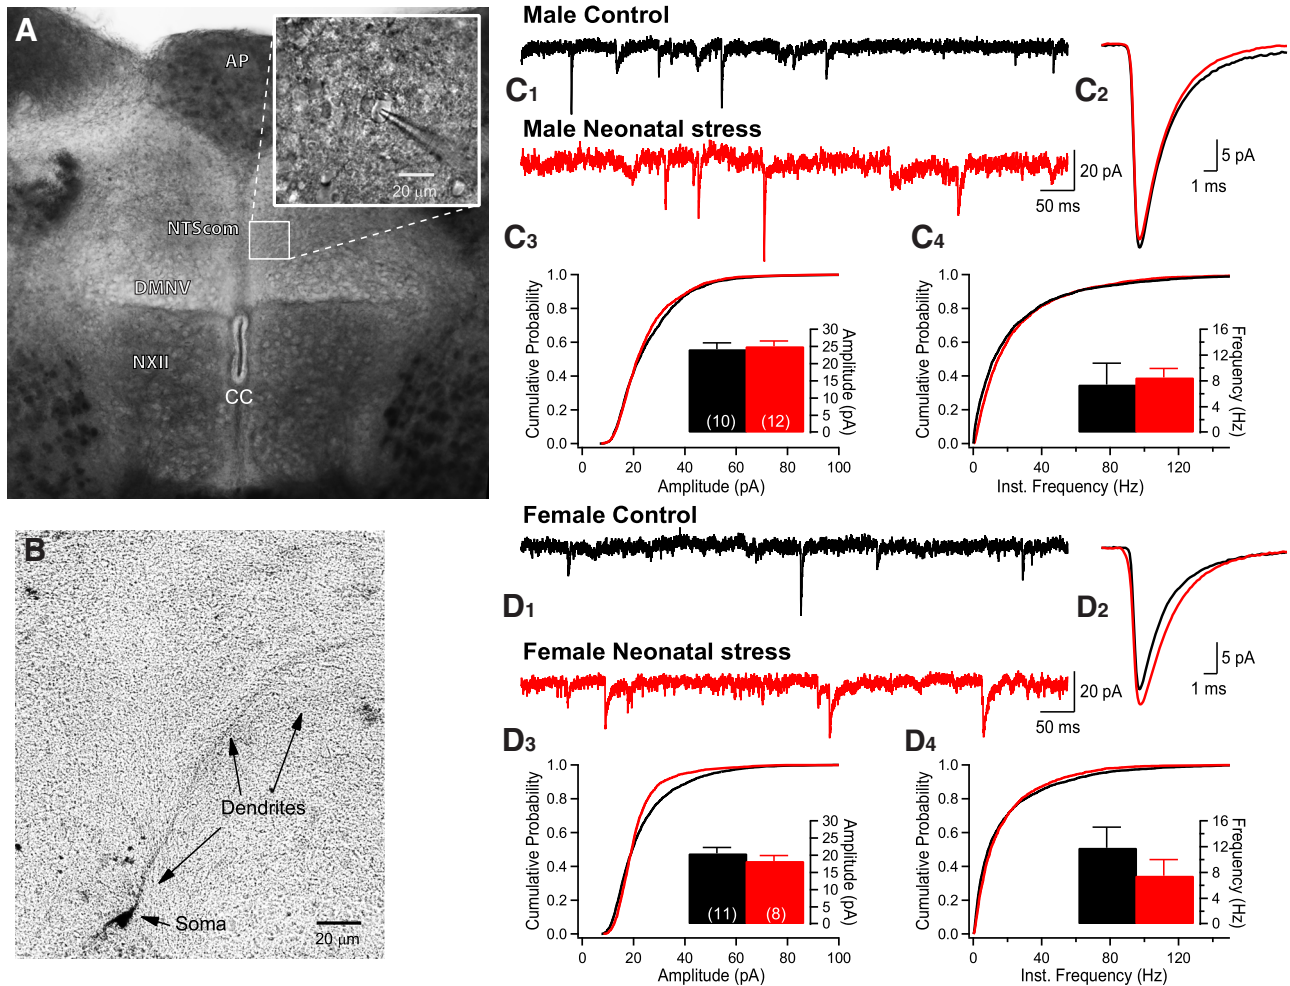 A
AP
20 µm
NTScom
DMNV
NXII
CC
B
Dendrites
Soma
20 µm
Male Control
C1
Male Neonatal stress
20 pA
50 ms
C2
5 pA
1 ms
C3
1.0
0.8
0.6
0.4
0.2
0.0
Cumulative Probability
0 20 40 60 80 100
Amplitude (pA)
30
25
20
15
10
5
0
Amplitude (pA)
(10) (12)
C4
1.0
0.8
0.6
0.4
0.2
0.0
Cumulative Probability
0 40 80 120
Inst. Frequency (Hz)
16
12
8
4
0
Frequency (Hz)
Female Control
D1
Female Neonatal stress
20 pA
50 ms
D2
5 pA
1 ms
D3
1.0
0.8
0.6
0.4
0.2
0.0
Cumulative Probability
0 20 40 60 80 100
Amplitude (pA)
30
25
20
15
10
5
0
Amplitude (pA)
(11) (8)
D4
1.0
0.8
0.6
0.4
0.2
0.0
Cumulative Probability
0 40 80 120
Inst. Frequency (Hz)
16
12
8
4
0
Frequency (Hz)